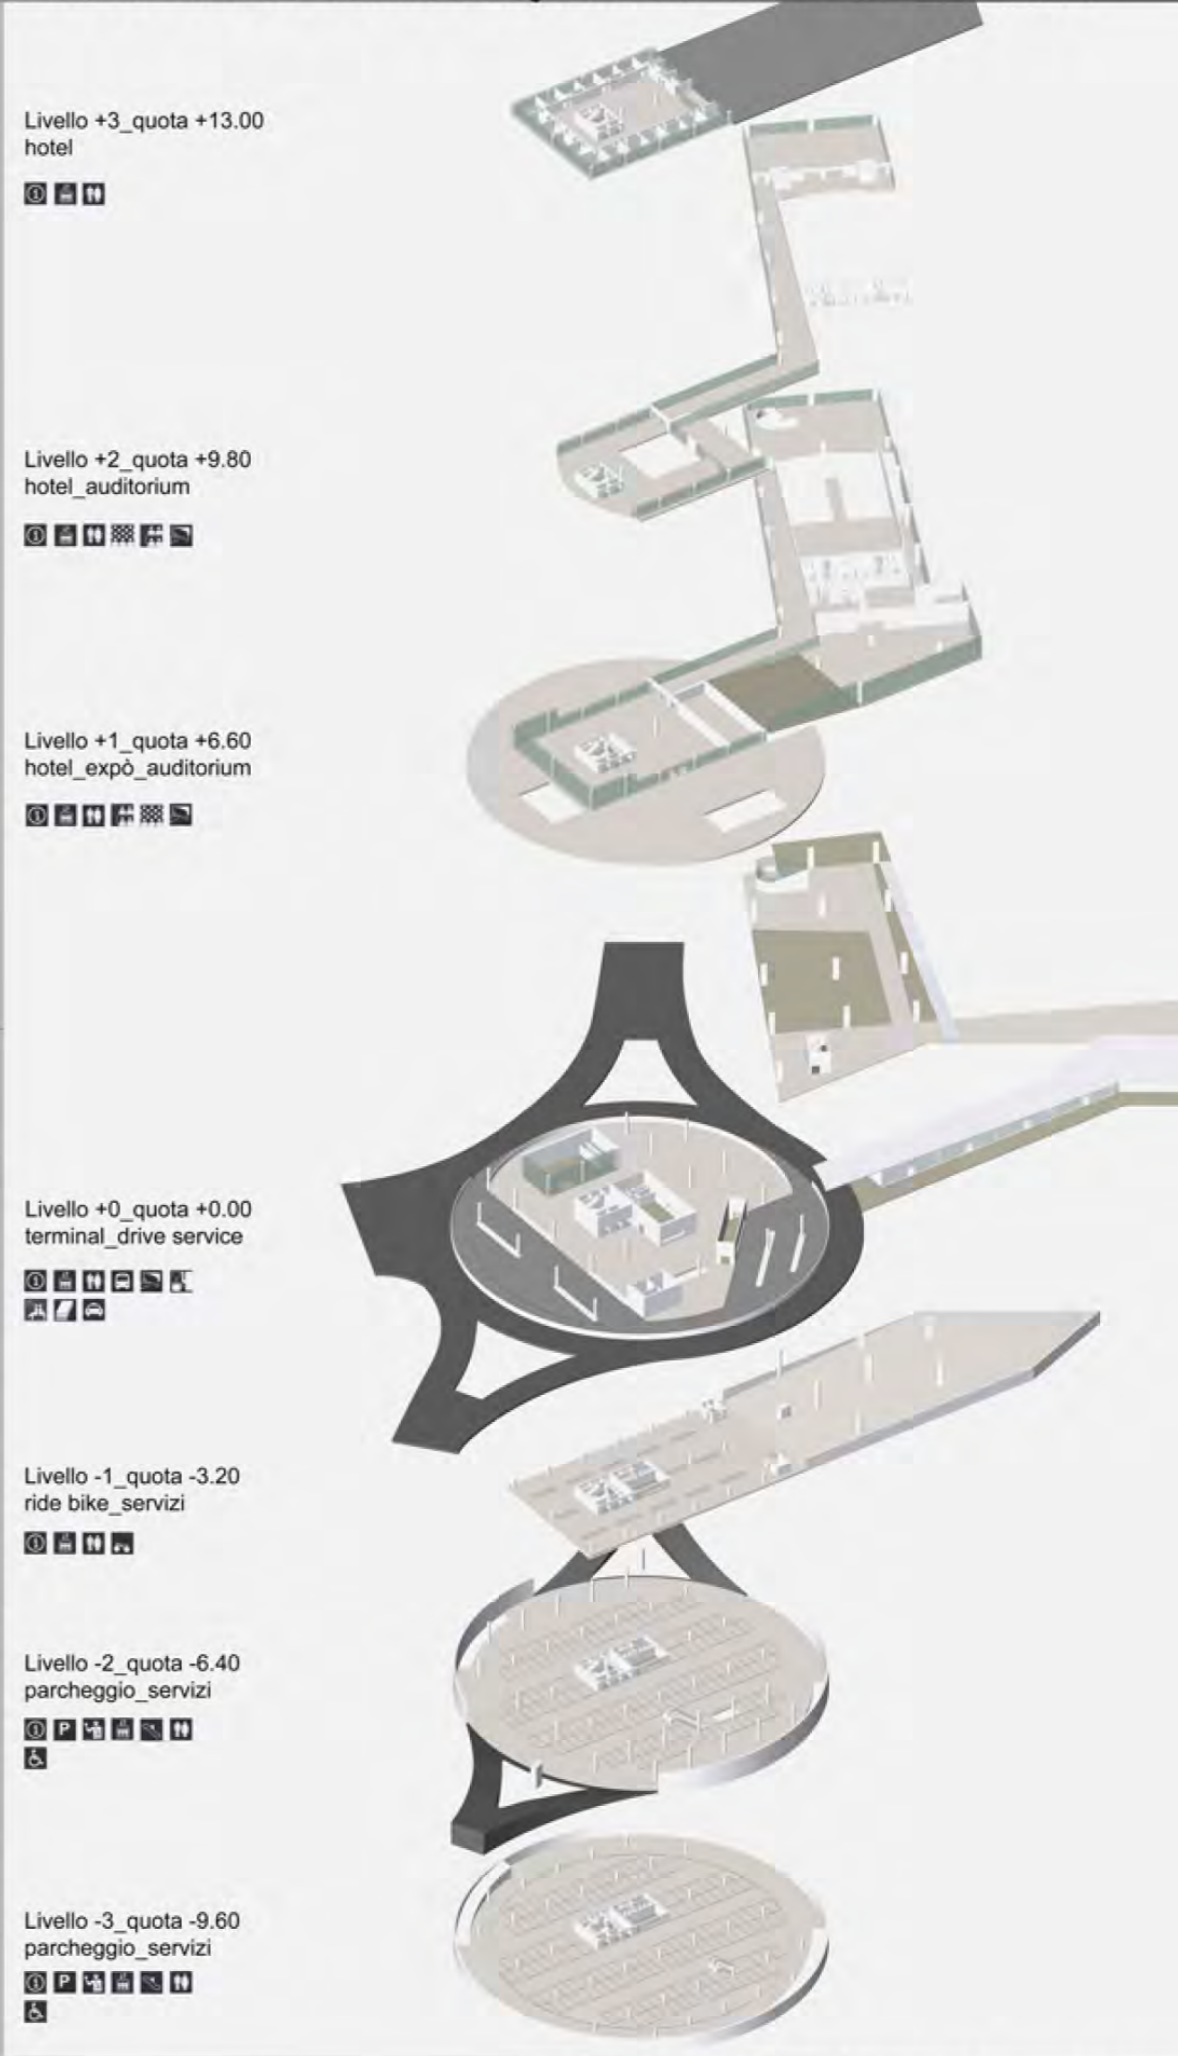 Livello +3_quota +13.00
hotel
Livello +2_quota +9.80
hotel_auditorium
Livello +1_quota +6.60
hotel_expò_auditorium
Livello +0_quota +0.00
terminal_drive service
Livello -1_quota -3.20
ride bike_servizi
Livello -2_quota -6.40
parcheggio_servizi
P
Livello -3_quota -9.60
parcheggio_servizi
P